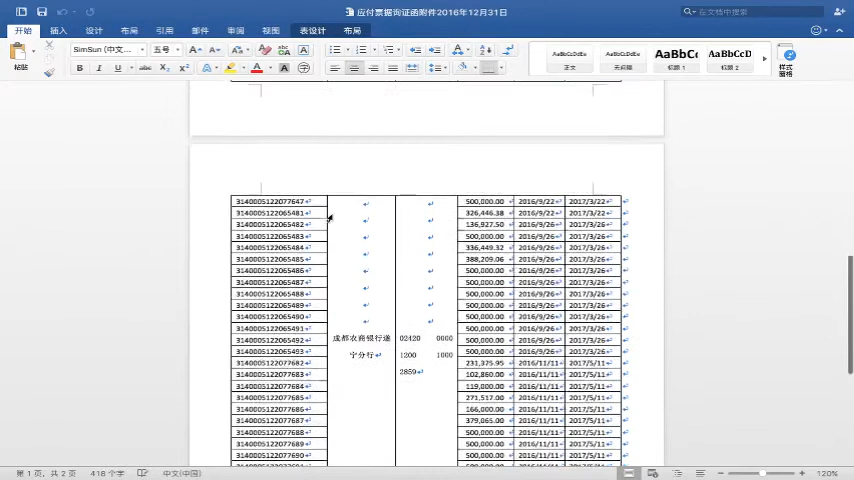 应付票据询证函附件2016年12月31日
在文档中搜索
开始 插入 设计 布局 引用 邮件 审阅 视图 表设计 布局
粘贴 SimSun (中文... 五号
AaBbCcDdEe 正文
AaBbCcDdEe 无间隔
AaBbCc 标题 1
AaBbCcD 标题 2
样式窗格
3140005122077647 500,000.00 2016/9/22 2017/3/22
3140005122065481 326,446.38 2016/9/22 2017/3/22
3140005122065482 136,927.50 2016/9/26 2017/3/26
3140005122065483 500,000.00 2016/9/26 2017/3/26
3140005122065484 336,449.32 2016/9/26 2017/3/26
3140005122065485 388,209.06 2016/9/26 2017/3/26
3140005122065486 500,000.00 2016/9/26 2017/3/26
3140005122065487 500,000.00 2016/9/26 2017/3/26
3140005122065488 500,000.00 2016/9/26 2017/3/26
3140005122065489 500,000.00 2016/9/26 2017/3/26
3140005122065490 500,000.00 2016/9/26 2017/3/26
3140005122065491 500,000.00 2016/9/26 2017/3/26
3140005122065492 成都农商银行遂 02420 0000 500,000.00 2016/9/26 2017/3/26
3140005122065493 宁分行 1200 1000 500,000.00 2016/9/26 2017/3/26
3140005122077682 2859 231,375.95 2016/11/11 2017/5/11
3140005122077683 102,860.00 2016/11/11 2017/5/11
3140005122077684 119,000.00 2016/11/11 2017/5/11
3140005122077685 271,517.00 2016/11/11 2017/5/11
3140005122077686 166,000.00 2016/11/11 2017/5/11
3140005122077687 379,065.00 2016/11/11 2017/5/11
3140005122077688 500,000.00 2016/11/11 2017/5/11
3140005122077689 500,000.00 2016/11/11 2017/5/11
3140005122077690 500,000.00 2016/11/11 2017/5/11
第 1 页，共 2 页 418 个字 中文(中国) 120%